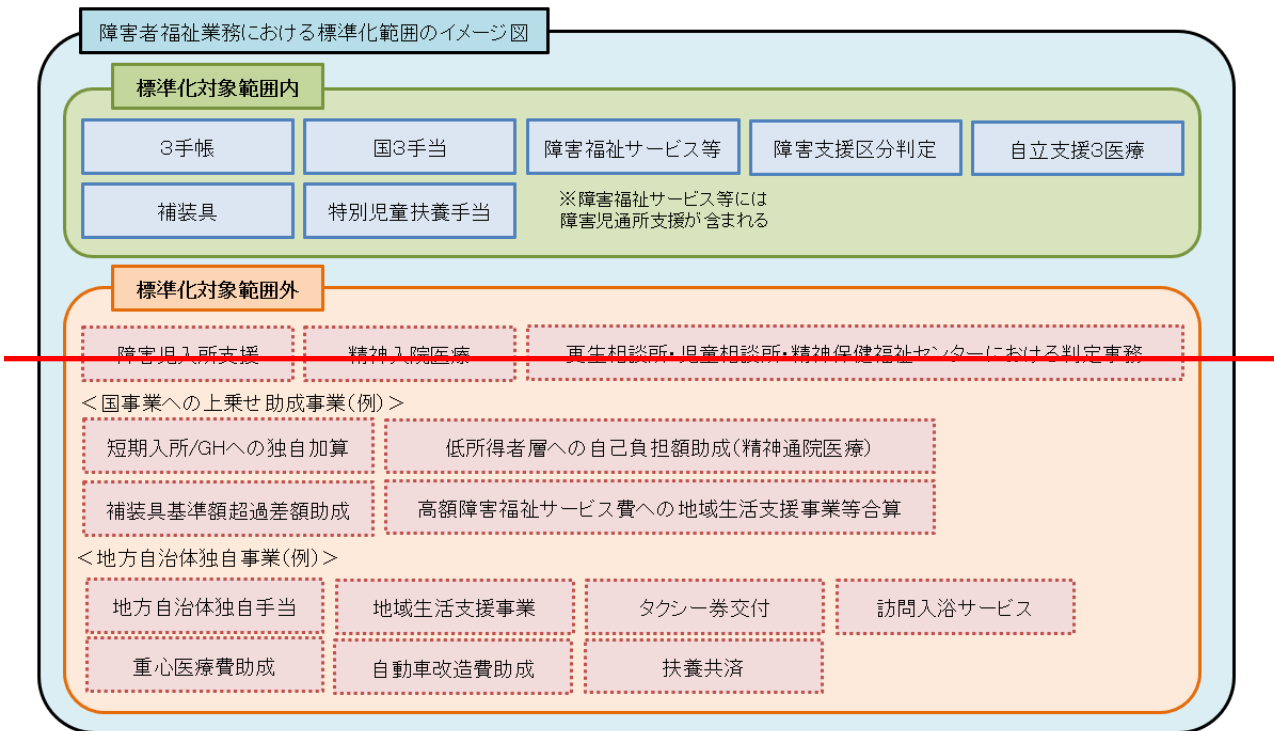 障害者福祉業務における標準化範囲のイメージ図
標準化対象範囲内
3手帳
国3手当
障害福祉サービス等
障害支援区分判定
自立支援3医療
補装具
特別児童扶養手当
※障害福祉サービス等には
障害児通所支援が含まれる
標準化対象範囲外
障害児入所支援
精神入院医療
更生相談所・児童相談所・精神保健福祉センターにおける判定事務
＜国事業への上乗せ助成事業(例)＞
短期入所/GHへの独自加算
低所得者層への自己負担額助成(精神通院医療)
補装具基準額超過差額助成
高額障害福祉サービス費への地域生活支援事業等合算
＜地方自治体独自事業(例)＞
地方自治体独自手当
地域生活支援事業
タクシー券交付
訪問入浴サービス
重心医療費助成
自動車改造費助成
扶養共済